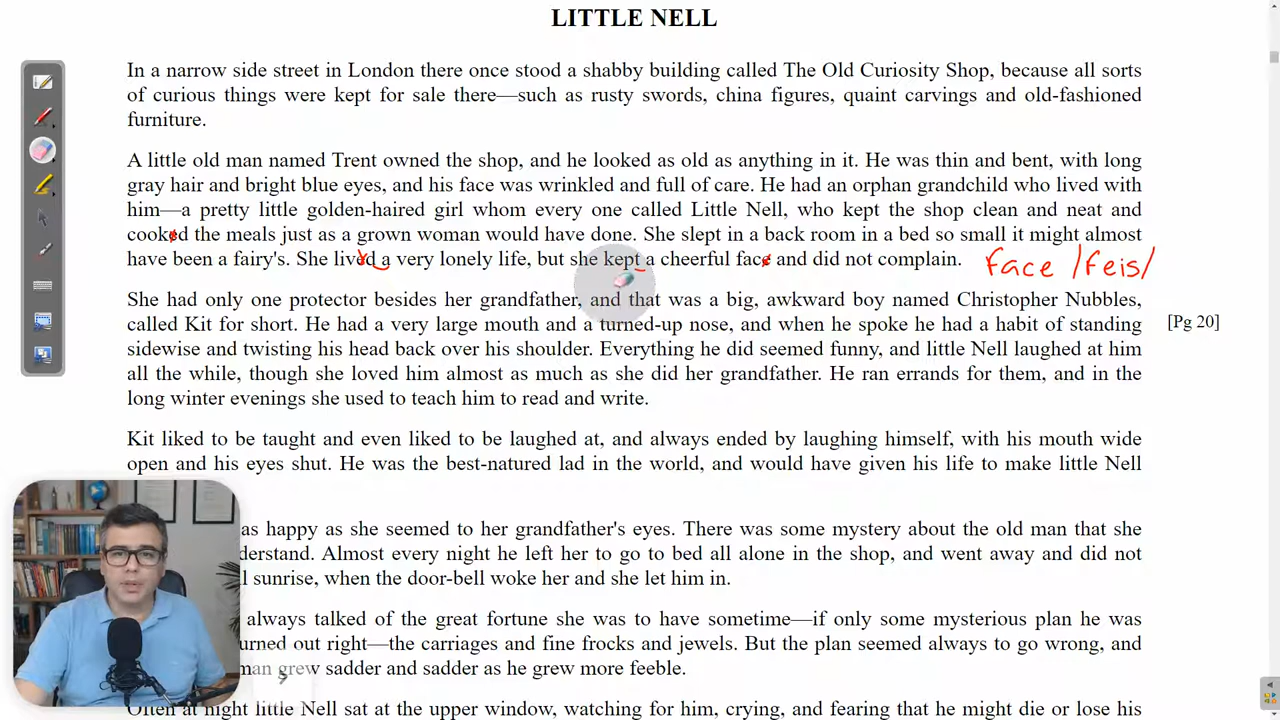 LITTLE NELL
In a narrow side street in London there once stood a shabby building called The Old Curiosity Shop, because all sorts
of curious things were kept for sale there—such as rusty swords, china figures, quaint carvings and old-fashioned
furniture.
A little old man named Trent owned the shop, and he looked as old as anything in it. He was thin and bent, with long
gray hair and bright blue eyes, and his face was wrinkled and full of care. He had an orphan grandchild who lived with
him—a pretty little golden-haired girl whom every one called Little Nell, who kept the shop clean and neat and
cooked the meals just as a grown woman would have done. She slept in a back room in a bed so small it might almost
have been a fairy's. She lived a very lonely life, but she kept a cheerful face and did not complain.
face /feis/
She had only one protector besides her grandfather, and that was a big, awkward boy named Christopher Nubbles,
called Kit for short. He had a very large mouth and a turned-up nose, and when he spoke he had a habit of standing
[Pg 20]
sidewise and twisting his head back over his shoulder. Everything he did seemed funny, and little Nell laughed at him
all the while, though she loved him almost as much as she did her grandfather. He ran errands for them, and in the
long winter evenings she used to teach him to read and write.
Kit liked to be taught and even liked to be laughed at, and always ended by laughing himself, with his mouth wide
open and his eyes shut. He was the best-natured lad in the world, and would have given his life to make little Nell
as happy as she seemed to her grandfather's eyes. There was some mystery about the old man that she
derstand. Almost every night he left her to go to bed all alone in the shop, and went away and did not
l sunrise, when the door-bell woke her and she let him in.
always talked of the great fortune she was to have sometime—if only some mysterious plan he was
urned out right—the carriages and fine frocks and jewels. But the plan seemed always to go wrong, and
man grew sadder and sadder as he grew more feeble.
Often at night little Nell sat at the upper window, watching for him, crying, and fearing that he might die or lose his